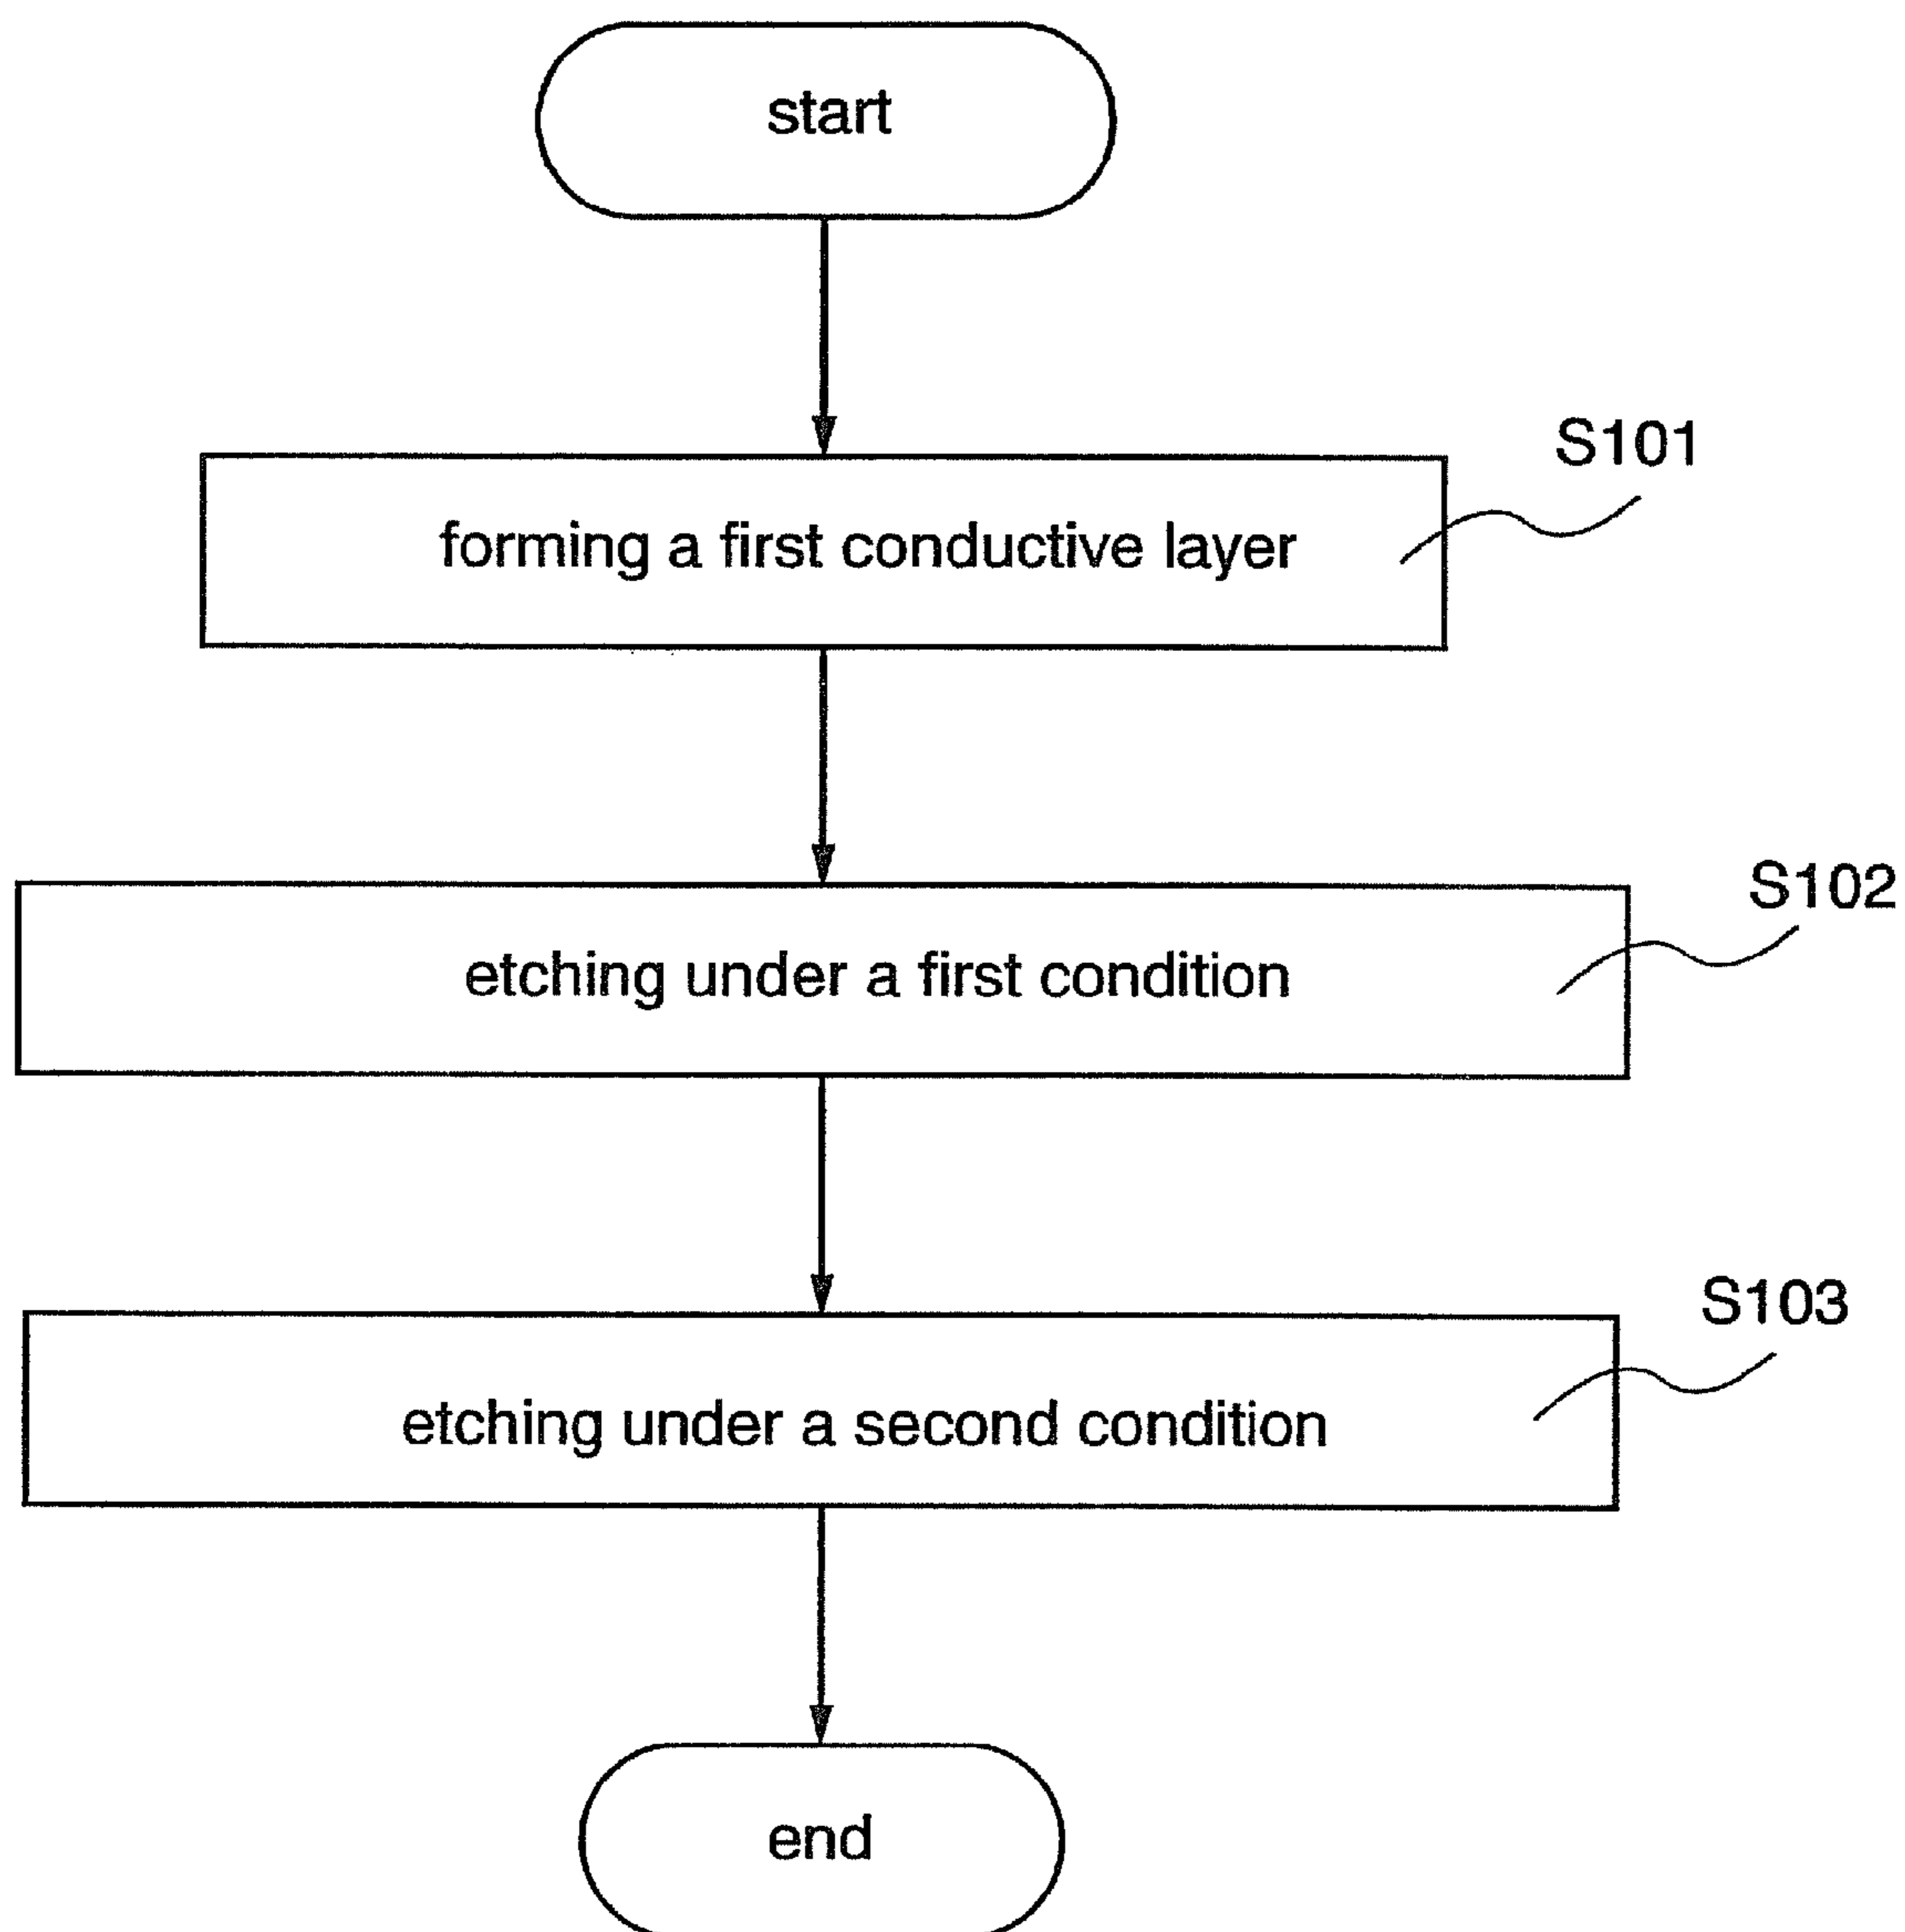 start
S101
forming a first conductive layer
S102
etching under a first condition
S103
etching under a second condition
end